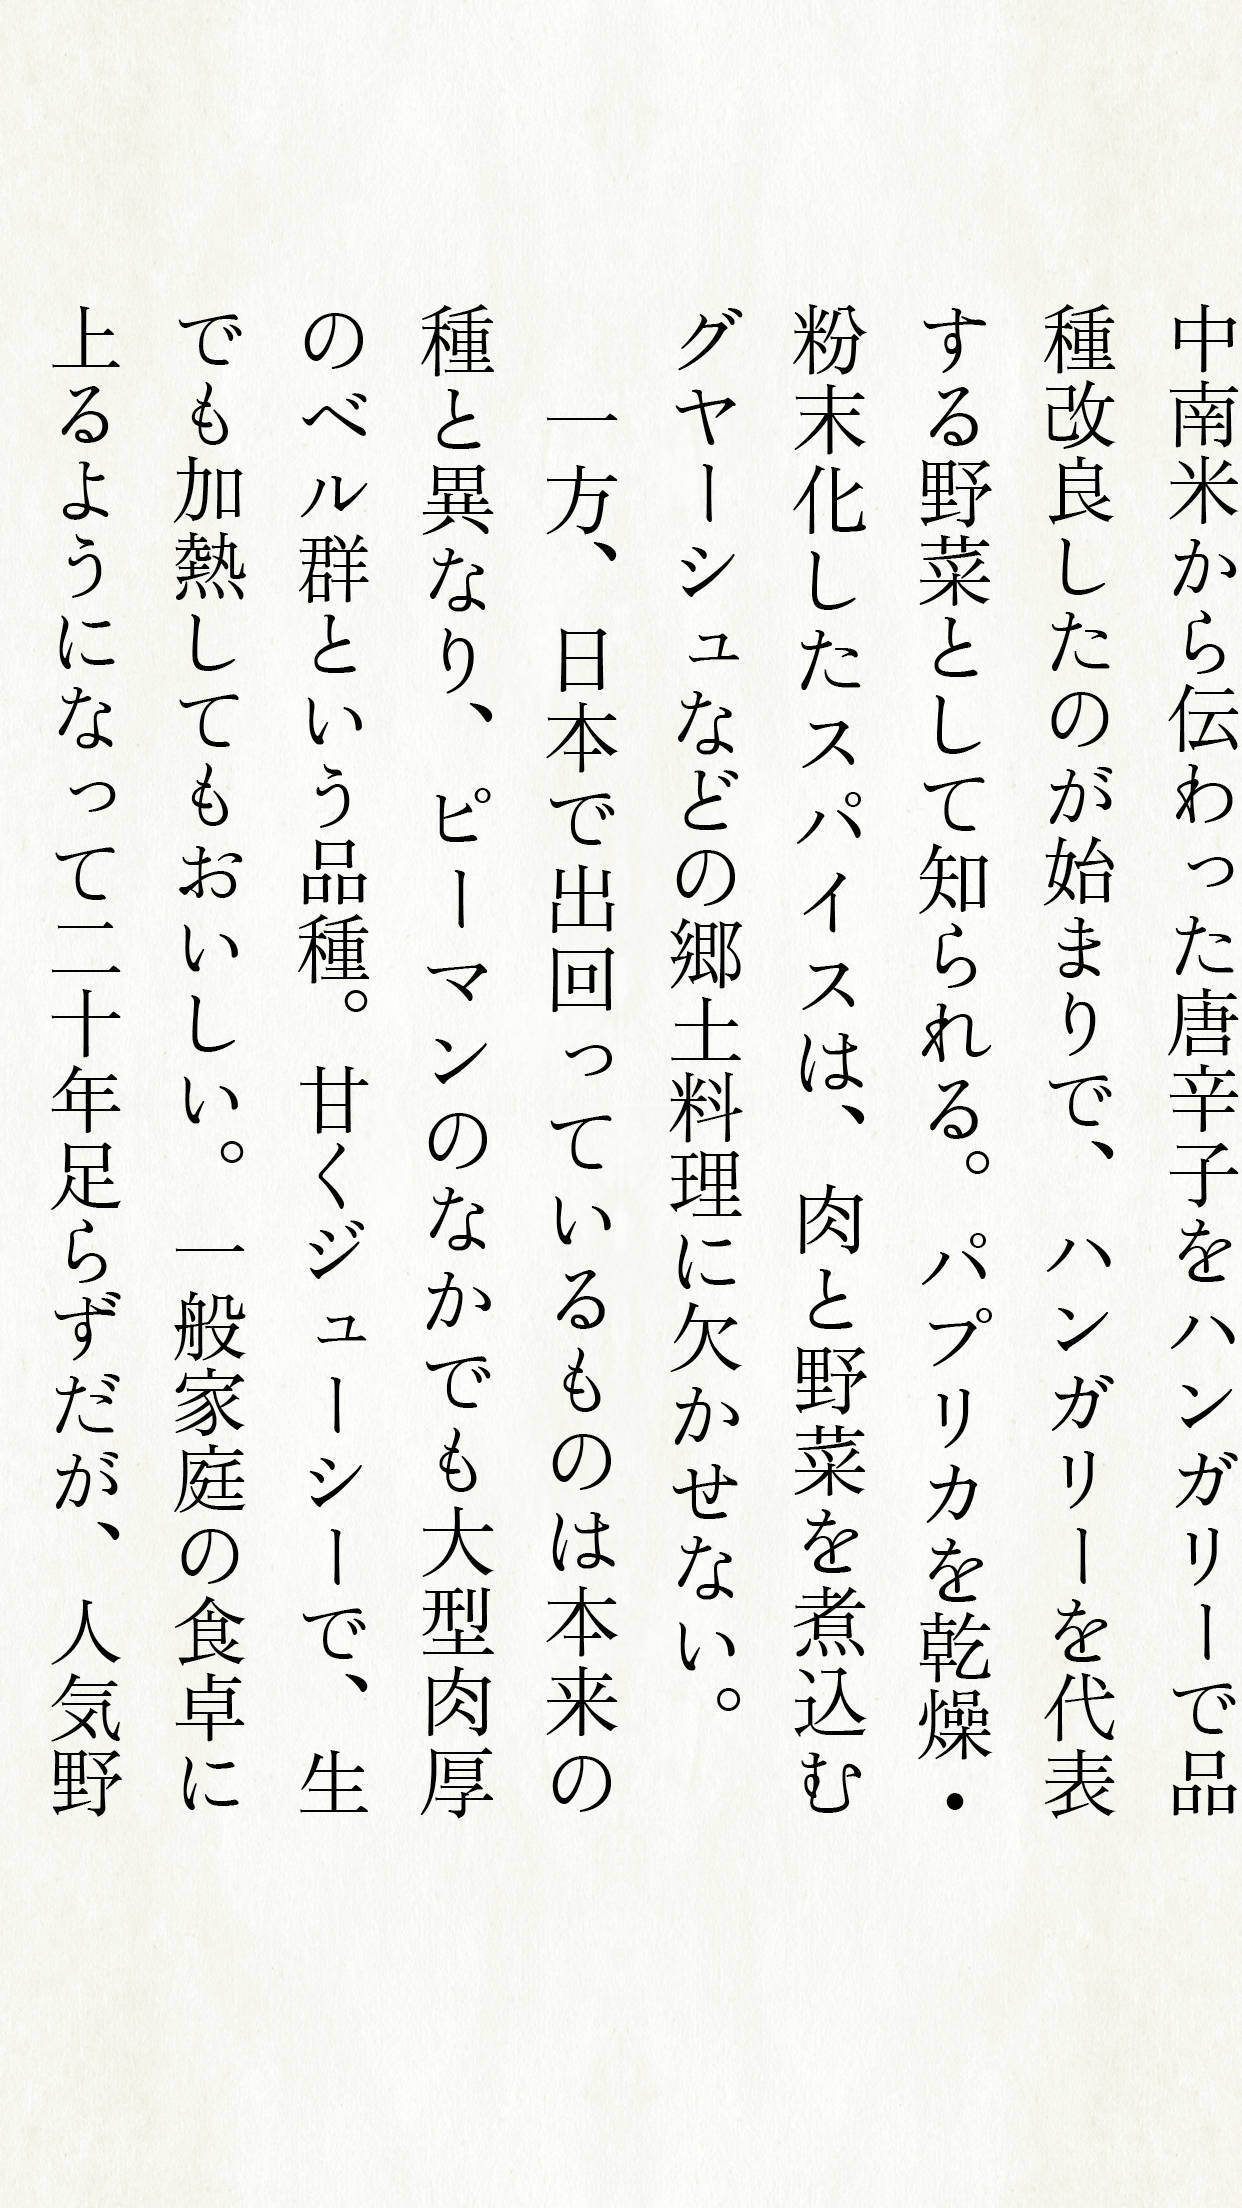 中南米から伝わった唐辛子をハンガリーで品
種改良したのが始まりで、ハンガリーを代表
する野菜として知られる。パプリカを乾燥・
粉末化したスパイスは、肉と野菜を煮込む
グヤーシュなどの郷土料理に欠かせない。
　一方、日本で出回っているものは本来の
種と異なり、ピーマンのなかでも大型肉厚
のベル群という品種。甘くジューシーで、生
でも加熱してもおいしい。一般家庭の食卓に
上るようになって二十年足らずだが、人気野